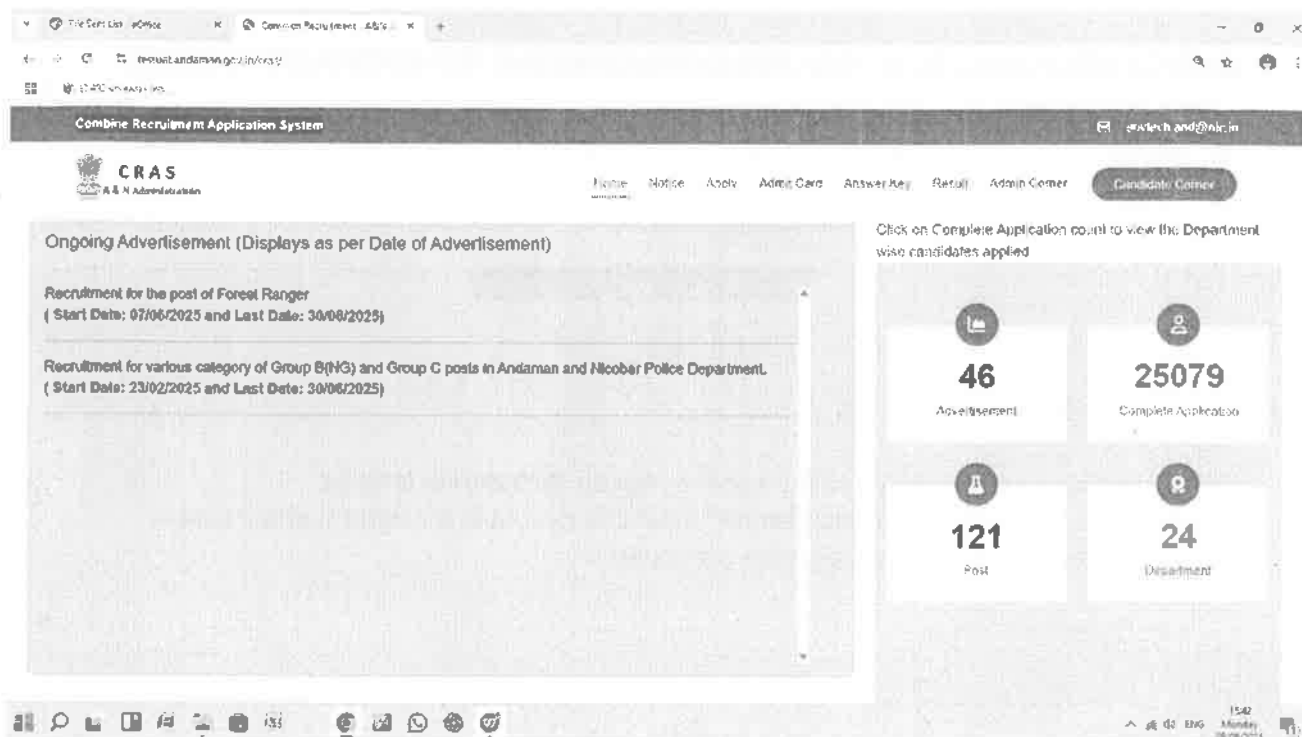 Combine Recruitment Application System
CRAS
A & N Administration
Home Notice Apply Admit Card Answer Key Result Admin Corner Candidate Corner
Ongoing Advertisement (Displays as per Date of Advertisement)
Recruitment for the post of Forest Ranger
( Start Date: 07/06/2025 and Last Date: 30/06/2025)
Recruitment for various category of Group B(NG) and Group C posts in Andaman and Nicobar Police Department.
( Start Date: 23/02/2025 and Last Date: 30/06/2025)
Click on Complete Application count to view the Department
wise candidates applied
46
Advertisement
25079
Complete Application
121
Post
24
Department
ENG
15:42
Monday